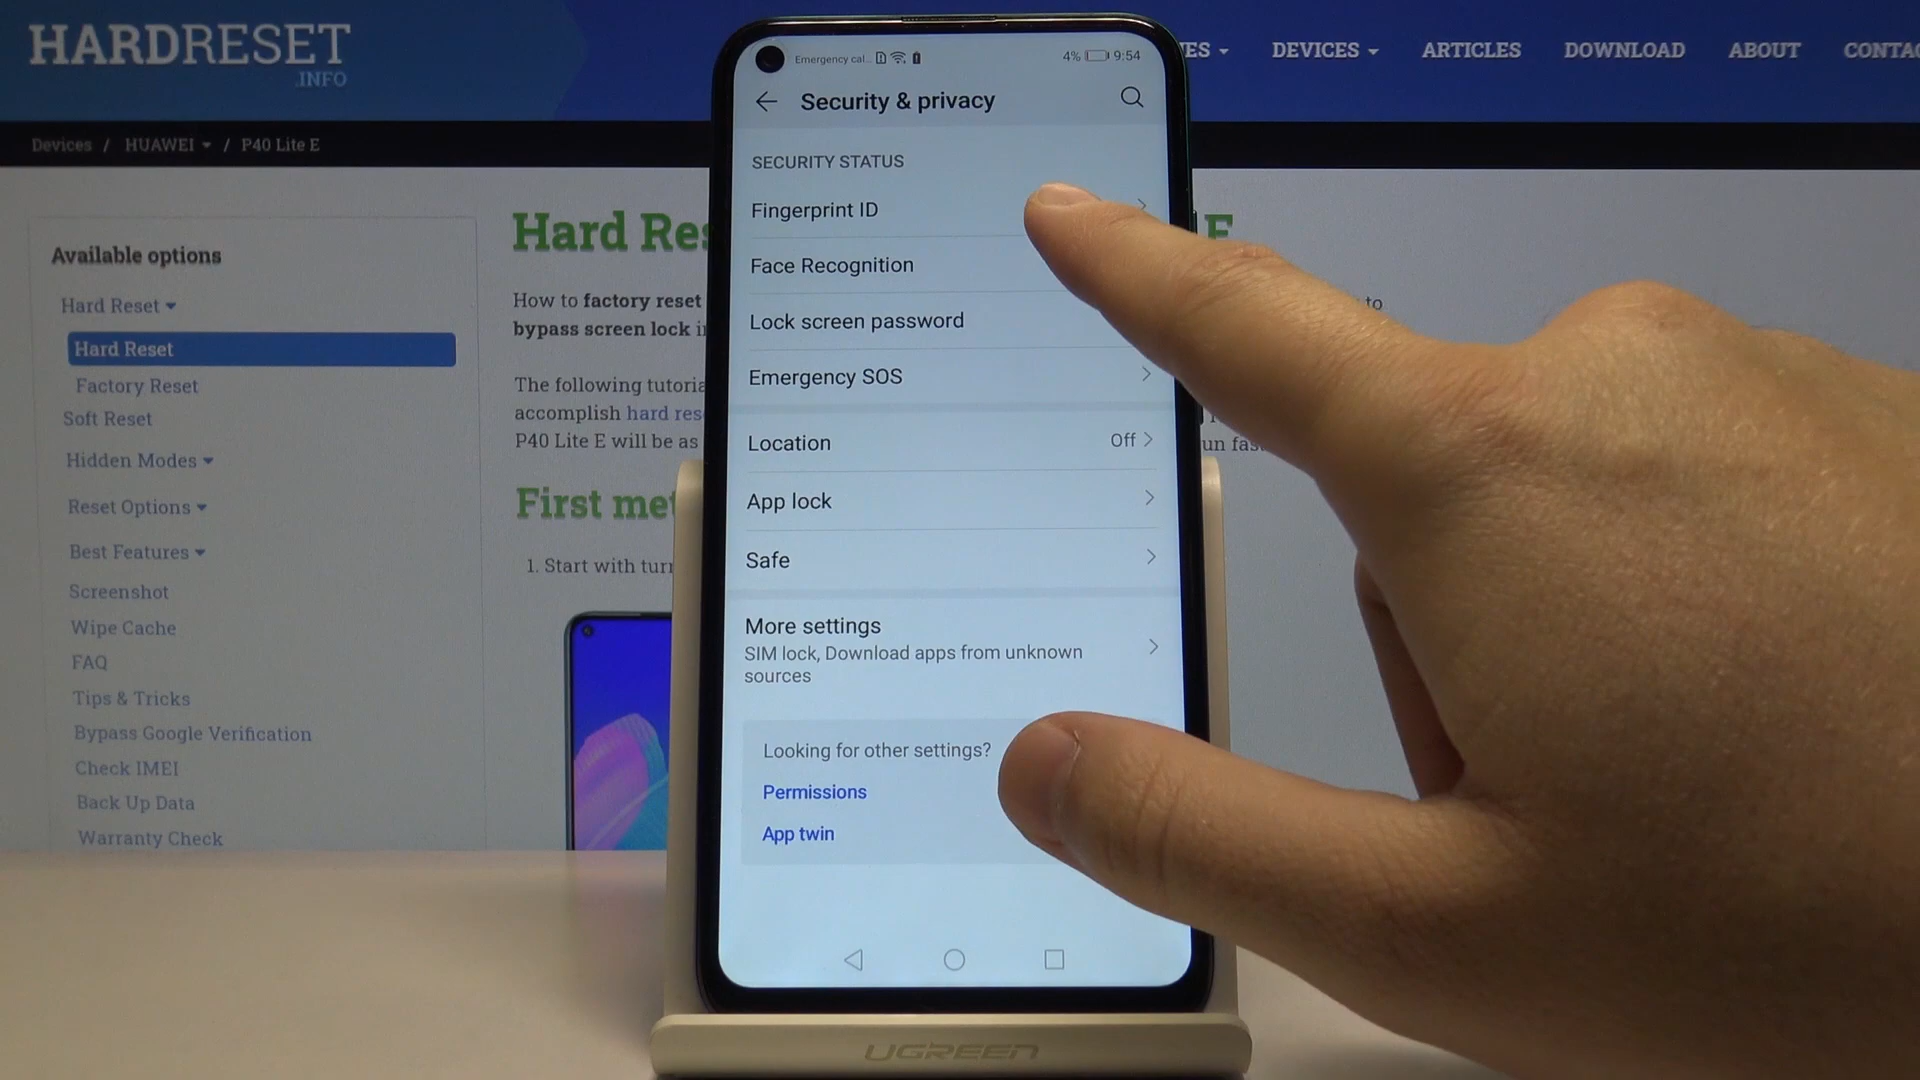 HARDRESET
.INFO
DEVICES
ARTICLES
DOWNLOAD
ABOUT
Devices / HUAWEI / P40 Lite E
Available options
Hard Reset
Hard Reset
Factory Reset
Soft Reset
Hidden Modes
Reset Options
Best Features
Screenshot
Wipe Cache
FAQ
Tips & Tricks
Bypass Google Verification
Check IMEI
Back Up Data
Warranty Check
Hard
How to factory reset
to
bypass screen lock
The following
accomplish hard
P40 Lite E will be as
First
1. Start with
Emergency cal...
4%
9:54
Security & privacy
SECURITY STATUS
Fingerprint ID
Face Recognition
Lock screen password
Emergency SOS
Location
Off
App lock
Safe
More settings
SIM lock, Download apps from unknown
sources
Looking for other settings?
Permissions
App twin
UGREEN